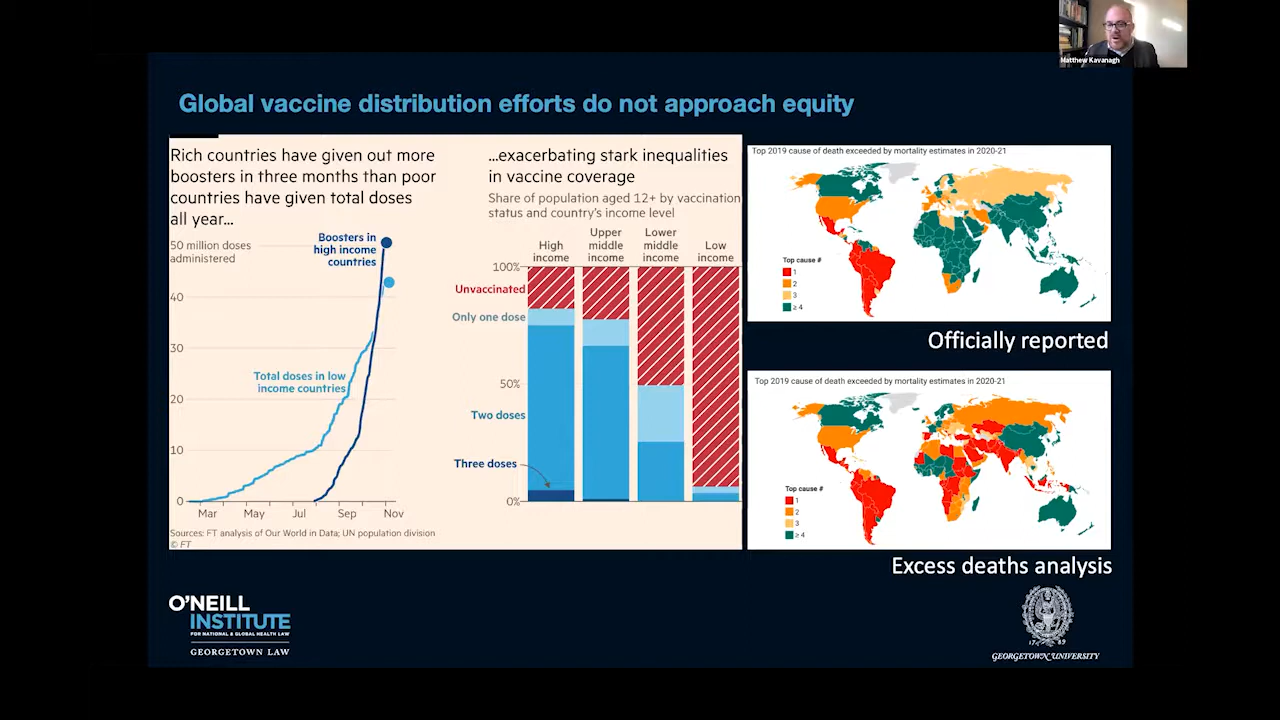 Matthew Kavanagh
Global vaccine distribution efforts do not approach equity
Rich countries have given out more
boosters in three months than poor
countries have given total doses
all year...
50 million doses
administered
Boosters in
high income
countries
40
30
Total doses in low
income countries
20
10
0
Mar May Jul Sep Nov
Sources: FT analysis of Our World in Data; UN population division
© FT
...exacerbating stark inequalities
in vaccine coverage
Share of population aged 12+ by vaccination
status and country's income level
High
income
Upper
middle
income
Lower
middle
income
Low
income
100%
Unvaccinated
Only one dose
50%
Two doses
Three doses
0%
Top 2019 cause of death exceeded by mortality estimates in 2020-21
Top cause #
1
2
3
≥ 4
Officially reported
Top 2019 cause of death exceeded by mortality estimates in 2020-21
Top cause #
1
2
3
≥ 4
Excess deaths analysis
O'NEILL
INSTITUTE
FOR NATIONAL & GLOBAL HEALTH LAW
GEORGETOWN LAW
17 89
GEORGETOWN UNIVERSITY